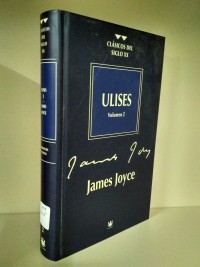 CLÁSICOS DEL
SIGLO XX
ULISES
Volumen I
James Joyce
James Joyce